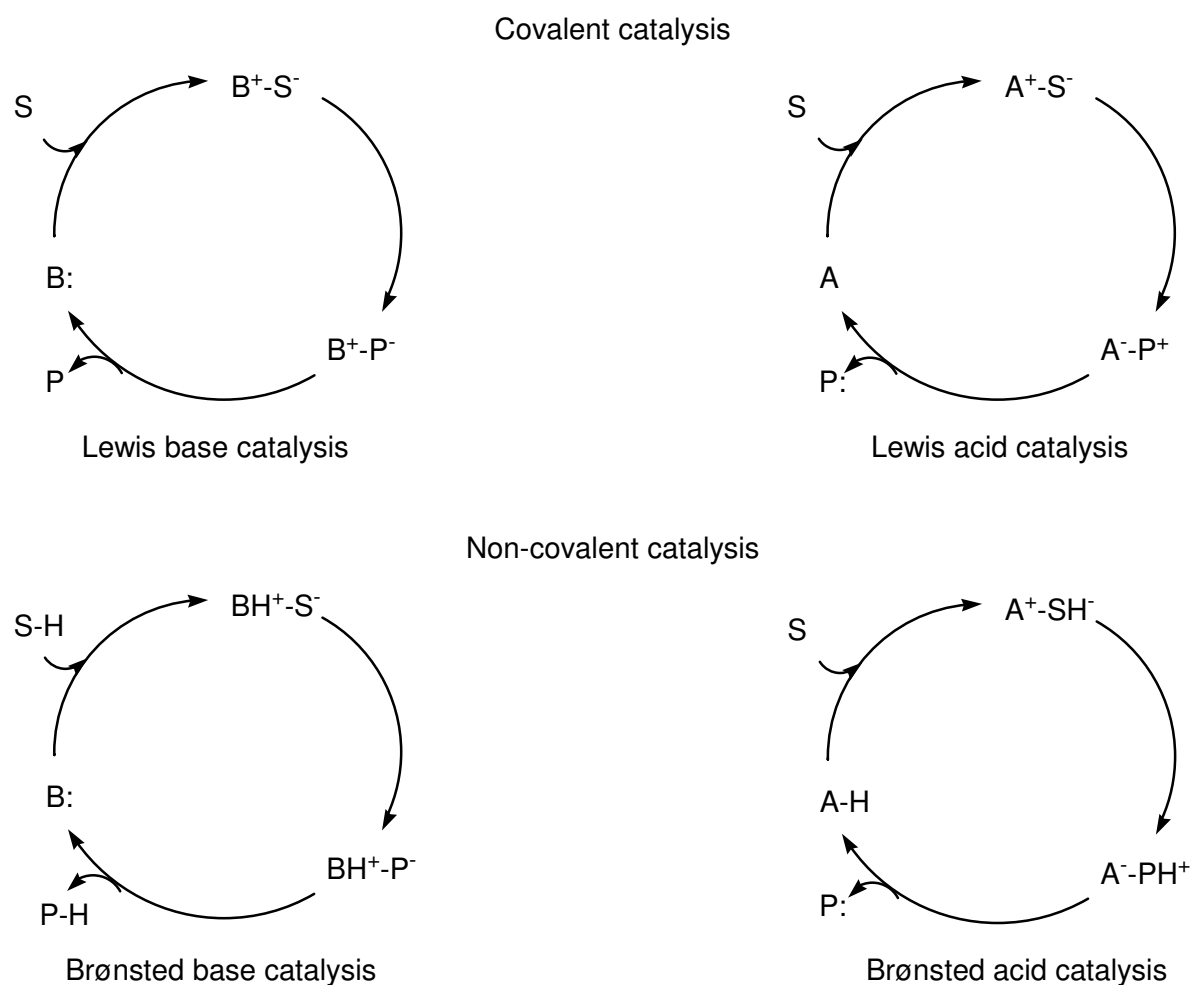 Covalent catalysis
S
B⁺-S⁻
B:
B⁺-P⁻
P
Lewis base catalysis
S
A⁺-S⁻
A
A⁻-P⁺
P:
Lewis acid catalysis
Non-covalent catalysis
S-H
BH⁺-S⁻
B:
BH⁺-P⁻
P-H
Brønsted base catalysis
S
A⁺-SH⁻
A-H
A⁻-PH⁺
P:
Brønsted acid catalysis